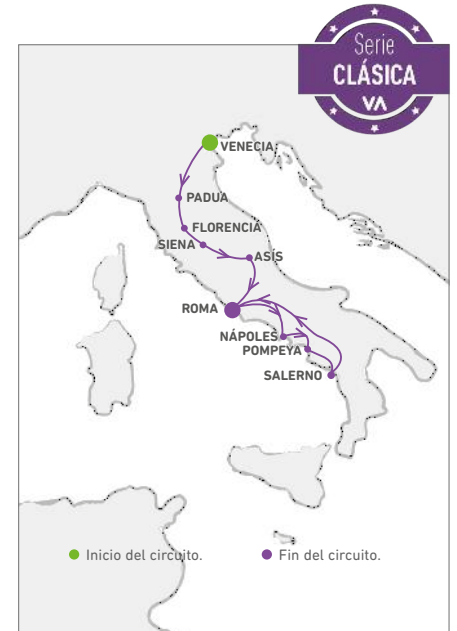 Serie
CLÁSICA
VA
VENECIA
PADUA
FLORENCIA
SIENA
ASÍS
ROMA
NÁPOLES
POMPEYA
SALERNO
Inicio del circuito.
Fin del circuito.